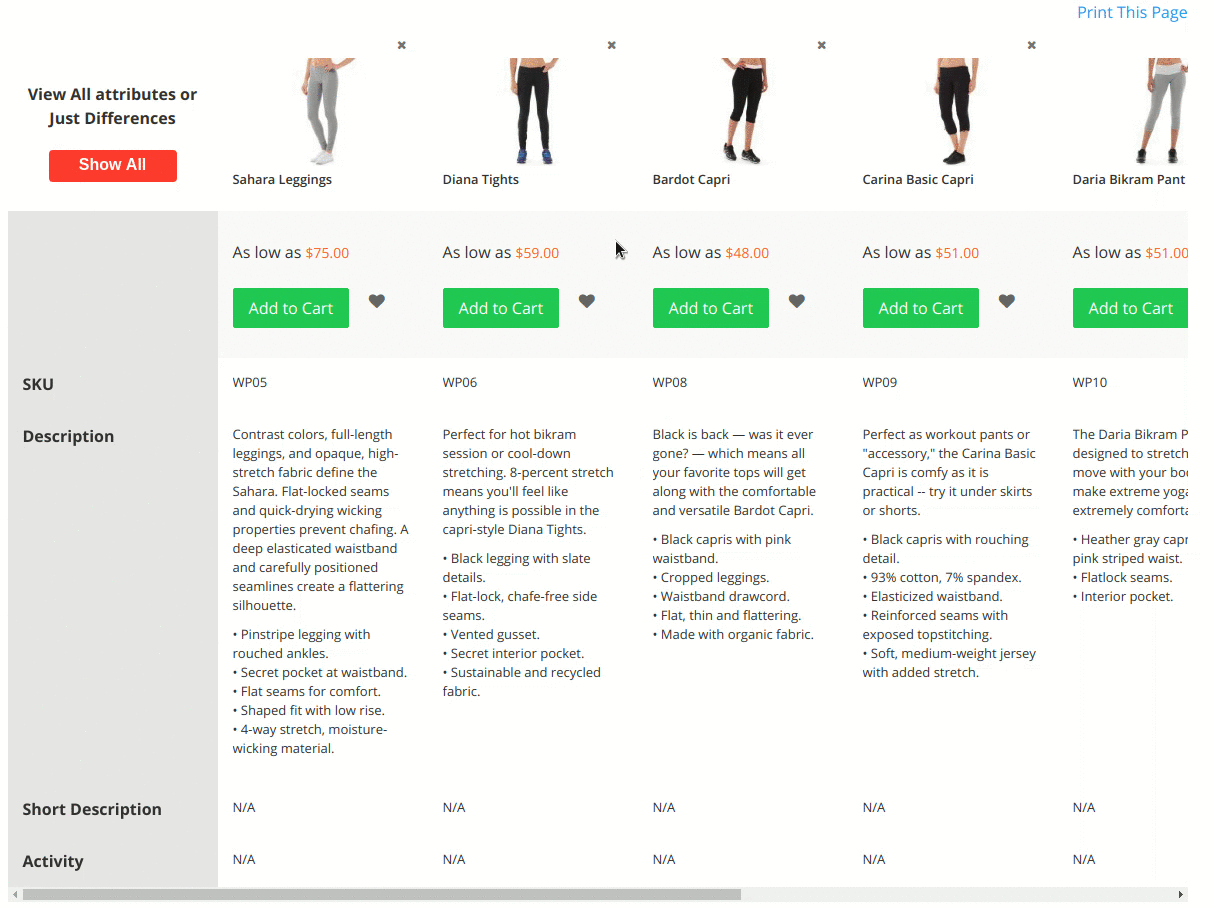 Print This Page
View All attributes or
Just Differences
Show All
Sahara Leggings
Diana Tights
Bardot Capri
Carina Basic Capri
Daria Bikram Pant
As low as $75.00
As low as $59.00
As low as $48.00
As low as $51.00
As low as $51.00
Add to Cart
Add to Cart
Add to Cart
Add to Cart
Add to Cart
SKU
WP05
WP06
WP08
WP09
WP10
Description
Contrast colors, full-length
leggings, and opaque, high-
stretch fabric define the
Sahara. Flat-locked seams
and quick-drying wicking
properties prevent chafing. A
deep elasticated waistband
and carefully positioned
seamlines create a flattering
silhouette.
• Pinstripe legging with
rouched ankles.
• Secret pocket at waistband.
• Flat seams for comfort.
• Shaped fit with low rise.
• 4-way stretch, moisture-
wicking material.
Perfect for hot bikram
session or cool-down
stretching. 8-percent stretch
means you'll feel like
anything is possible in the
capri-style Diana Tights.
• Black legging with slate
details.
• Flat-lock, chafe-free side
seams.
• Vented gusset.
• Secret interior pocket.
• Sustainable and recycled
fabric.
Black is back — was it ever
gone? — which means all
your favorite tops will get
along with the comfortable
and versatile Bardot Capri.
• Black capris with pink
waistband.
• Cropped leggings.
• Waistband drawcord.
• Flat, thin and flattering.
• Made with organic fabric.
Perfect as workout pants or
"accessory," the Carina Basic
Capri is comfy as it is
practical -- try it under skirts
or shorts.
• Black capris with rouching
detail.
• 93% cotton, 7% spandex.
• Elasticized waistband.
• Reinforced seams with
exposed topstitching.
• Soft, medium-weight jersey
with added stretch.
The Daria Bikram P
designed to stretch
move with your bo
make extreme yoga
extremely comforta
• Heather gray capr
pink striped waist.
• Flatlock seams.
• Interior pocket.
Short Description
N/A
N/A
N/A
N/A
N/A
Activity
N/A
N/A
N/A
N/A
N/A